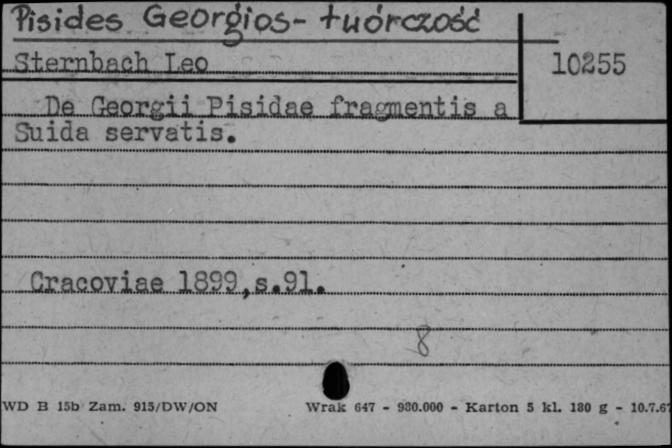 Pisides Georgios- twórczość
Sternbach Leo
10255
De Georgii Pisidae fragmentis a
Suida servatis.
Cracoviae 1899,s.91.
8
WD B 15b Zam. 915/DW/ON
Wrak 647 - 980.000 - Karton 5 kl. 180 g - 10.7.67